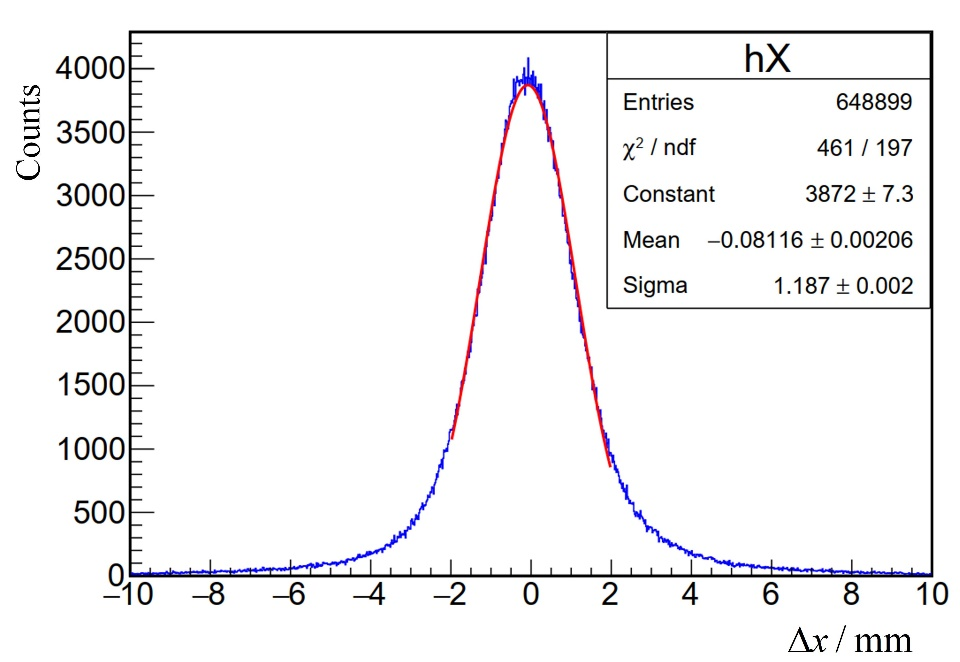 Counts
4000
3500
3000
2500
2000
1500
1000
500
0
–10 –8 –6 –4 –2 0 2 4 6 8 10
Δx / mm
hX
Entries 648899
χ² / ndf 461 / 197
Constant 3872 ± 7.3
Mean –0.08116 ± 0.00206
Sigma 1.187 ± 0.002